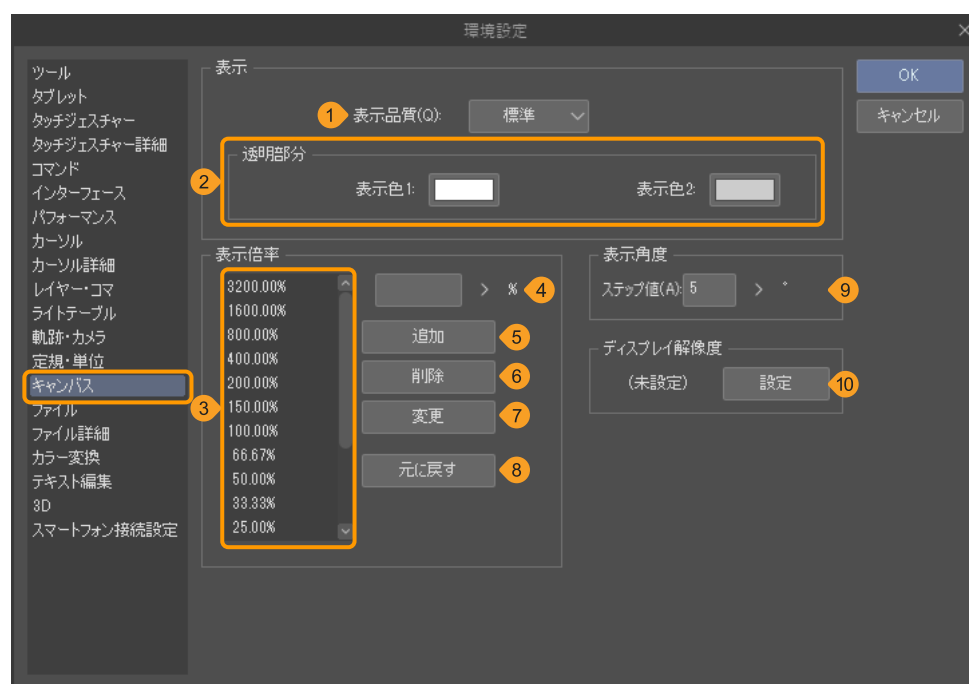 環境設定
ツール
タブレット
タッチジェスチャー
タッチジェスチャー詳細
コマンド
インターフェース
パフォーマンス
カーソル
カーソル詳細
レイヤー・コマ
ライトテーブル
軌跡・カメラ
定規・単位
キャンバス
ファイル
ファイル詳細
カラー変換
テキスト編集
3D
スマートフォン接続設定
表示
1 表示品質(Q): 標準
2 透明部分
表示色1: 表示色2:
表示倍率
3
3200.00%
1600.00%
800.00%
400.00%
200.00%
150.00%
100.00%
66.67%
50.00%
33.33%
25.00%
> % 4
追加 5
削除 6
変更 7
元に戻す 8
表示角度
ステップ値(A): 5 > ° 9
ディスプレイ解像度
(未設定) 設定 10
OK
キャンセル